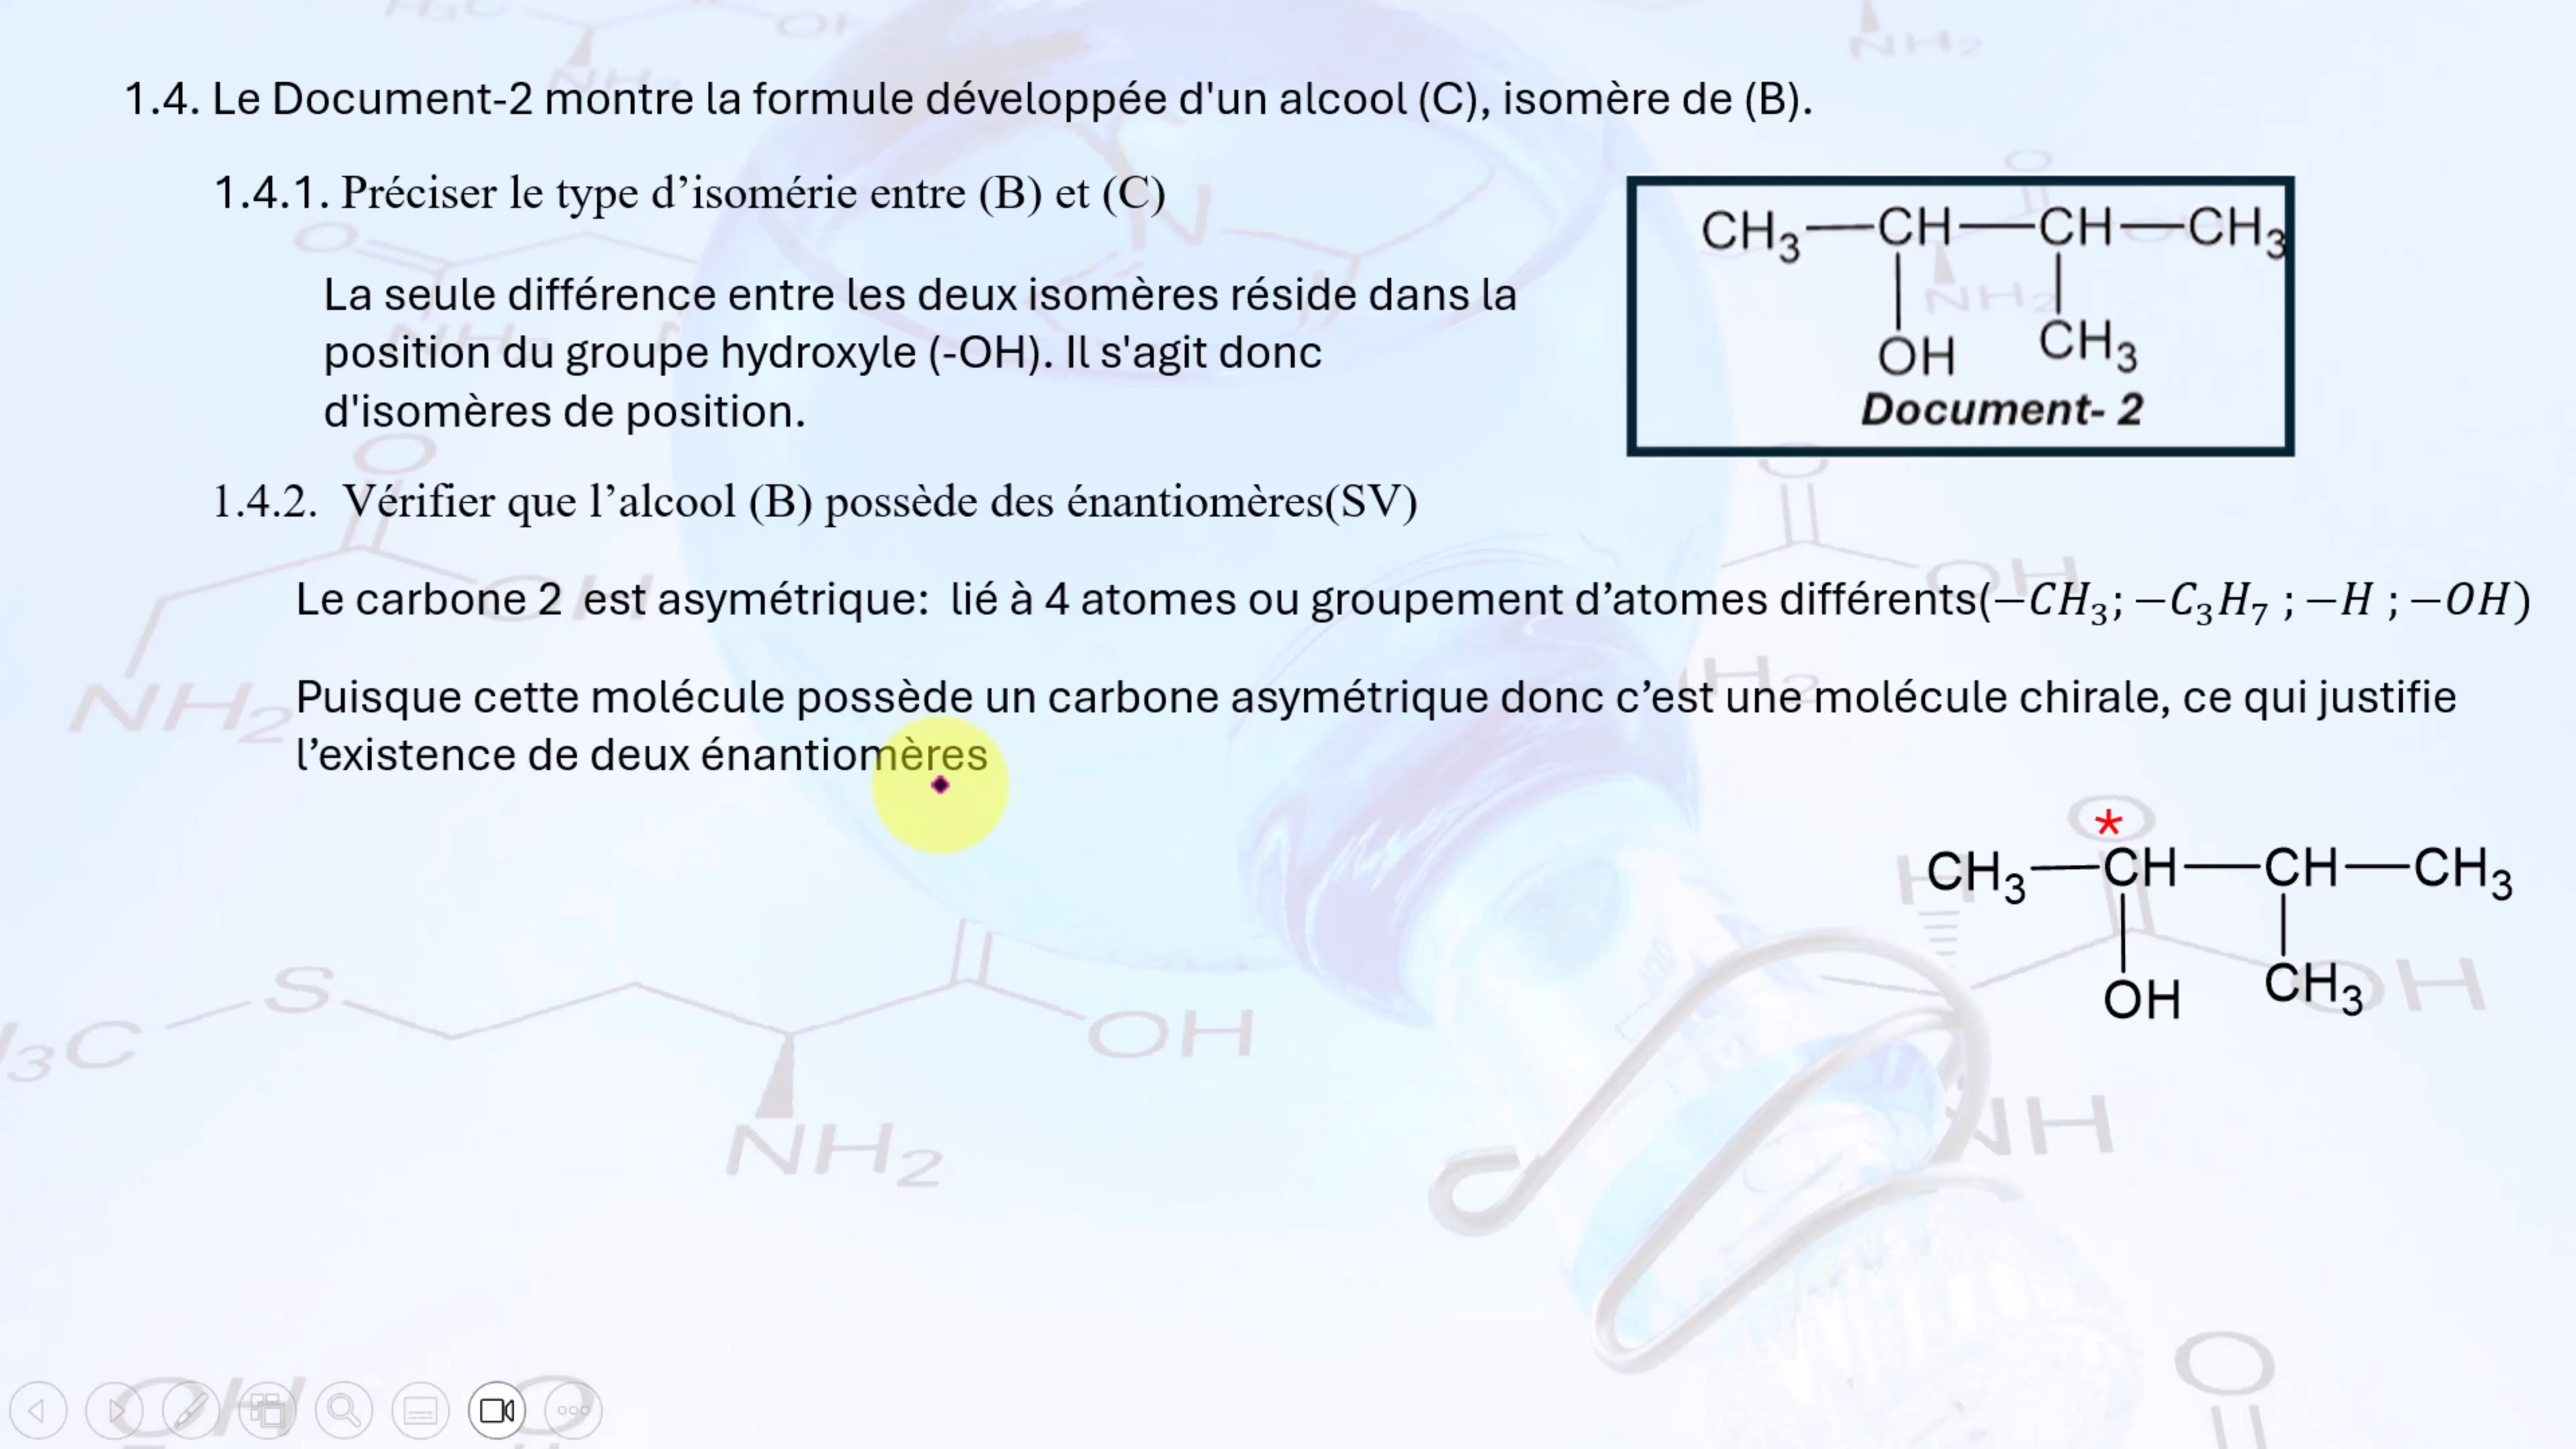 1.4. Le Document-2 montre la formule développée d'un alcool (C), isomère de (B).
1.4.1. Préciser le type d’isomérie entre (B) et (C)
La seule différence entre les deux isomères réside dans la
position du groupe hydroxyle (-OH). Il s'agit donc
d'isomères de position.
CH3—CH—CH—CH3
OH CH3
Document- 2
1.4.2. Vérifier que l’alcool (B) possède des énantiomères(SV)
Le carbone 2 est asymétrique: lié à 4 atomes ou groupement d’atomes différents(−CH₃; −C₃H₇ ; −H ; −OH)
Puisque cette molécule possède un carbone asymétrique donc c’est une molécule chirale, ce qui justifie
l’existence de deux énantiomères
*
CH3—CH—CH—CH3
OH CH3